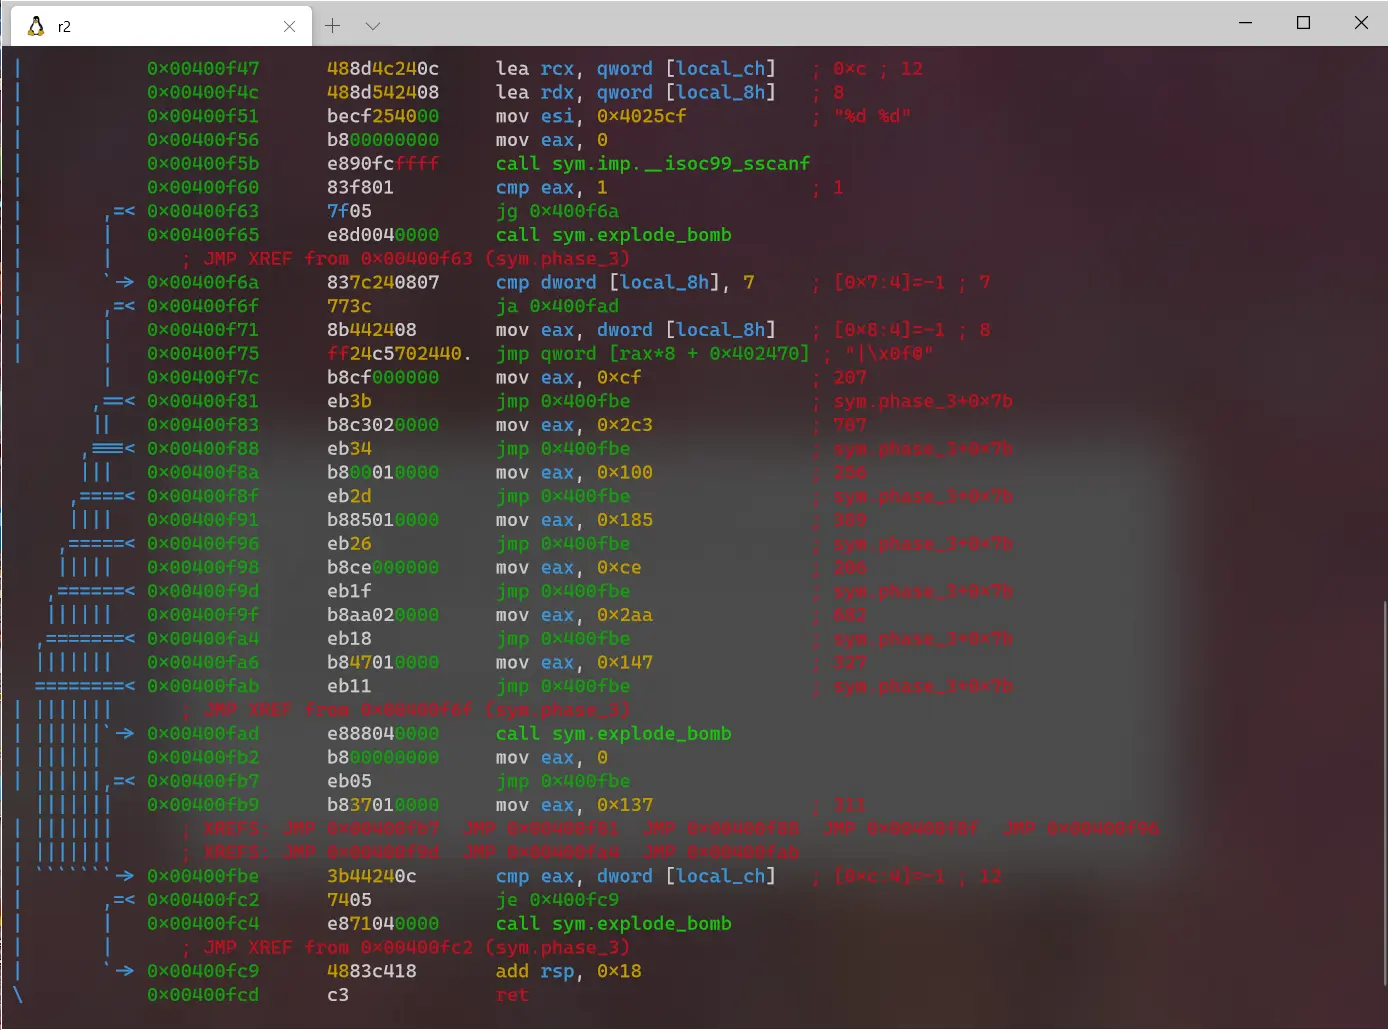 r2
0x00400f47 488d4c240c lea rcx, qword [local_ch] ; 0xc ; 12
0x00400f4c 488d542408 lea rdx, qword [local_8h] ; 8
0x00400f51 becf254000 mov esi, 0x4025cf ; "%d %d"
0x00400f56 b800000000 mov eax, 0
0x00400f5b e890fcffff call sym.imp.__isoc99_sscanf
0x00400f60 83f801 cmp eax, 1 ; 1
,=< 0x00400f63 7f05 jg 0x400f6a
0x00400f65 e8d0040000 call sym.explode_bomb
; JMP XREF from 0x00400f63 (sym.phase_3)
`-> 0x00400f6a 837c240807 cmp dword [local_8h], 7 ; [0x7:4]=-1 ; 7
,=< 0x00400f6f 773c ja 0x400fad
0x00400f71 8b442408 mov eax, dword [local_8h] ; [0x8:4]=-1 ; 8
0x00400f75 ff24c5702440. jmp qword [rax*8 + 0x402470] ; "|\x0f@"
0x00400f7c b8cf000000 mov eax, 0xcf ; 207
,==< 0x00400f81 eb3b jmp 0x400fbe ; sym.phase_3+0x7b
|| 0x00400f83 b8c3020000 mov eax, 0x2c3 ; 707
,===< 0x00400f88 eb34 jmp 0x400fbe ; sym.phase_3+0x7b
||| 0x00400f8a b800010000 mov eax, 0x100 ; 256
,====< 0x00400f8f eb2d jmp 0x400fbe ; sym.phase_3+0x7b
|||| 0x00400f91 b885010000 mov eax, 0x185 ; 389
,=====< 0x00400f96 eb26 jmp 0x400fbe ; sym.phase_3+0x7b
||||| 0x00400f98 b8ce000000 mov eax, 0xce ; 206
,======< 0x00400f9d eb1f jmp 0x400fbe ; sym.phase_3+0x7b
|||||| 0x00400f9f b8aa020000 mov eax, 0x2aa ; 682
,=======< 0x00400fa4 eb18 jmp 0x400fbe ; sym.phase_3+0x7b
||||||| 0x00400fa6 b847010000 mov eax, 0x147 ; 327
========< 0x00400fab eb11 jmp 0x400fbe ; sym.phase_3+0x7b
| ||||||| ; JMP XREF from 0x00400f6f (sym.phase_3)
| ||||||`-> 0x00400fad e888040000 call sym.explode_bomb
| |||||| 0x00400fb2 b800000000 mov eax, 0
| ||||||,=< 0x00400fb7 eb05 jmp 0x400fbe
||||||| 0x00400fb9 b837010000 mov eax, 0x137 ; 311
| ||||||| ; XREFS: JMP 0x00400fb7 JMP 0x00400f81 JMP 0x00400f88 JMP 0x00400f8f JMP 0x00400f96
| ||||||| ; XREFS: JMP 0x00400f9d JMP 0x00400fa4 JMP 0x00400fab
| ```````-> 0x00400fbe 3b44240c cmp eax, dword [local_ch] ; [0xc:4]=-1 ; 12
| ,=< 0x00400fc2 7405 je 0x400fc9
| | 0x00400fc4 e871040000 call sym.explode_bomb
| | ; JMP XREF from 0x00400fc2 (sym.phase_3)
| `-> 0x00400fc9 4883c418 add rsp, 0x18
\ 0x00400fcd c3 ret